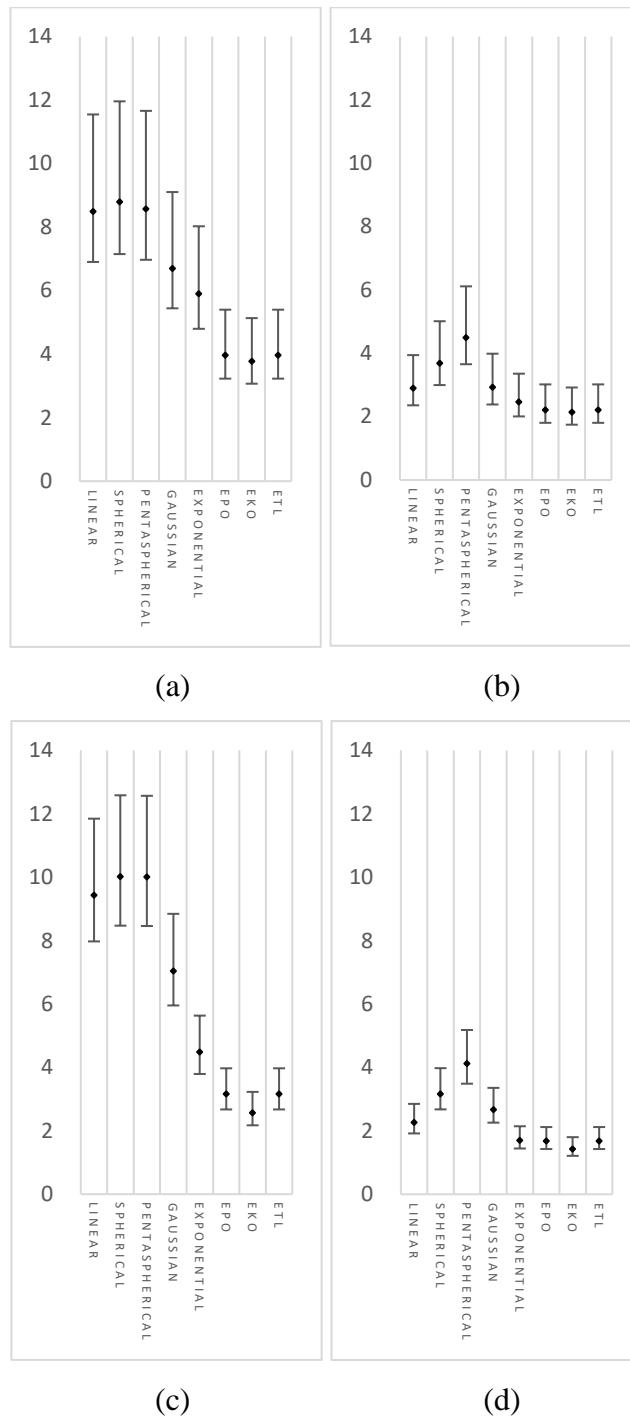 14
12
10
8
6
4
2
0
LINEAR
SPHERICAL
PENTASPHERICAL
GAUSSIAN
EXPONENTIAL
EPO
EKO
ETL
(a)
14
12
10
8
6
4
2
0
LINEAR
SPHERICAL
PENTASPHERICAL
GAUSSIAN
EXPONENTIAL
EPO
EKO
ETL
(b)
14
12
10
8
6
4
2
0
LINEAR
SPHERICAL
PENTASPHERICAL
GAUSSIAN
EXPONENTIAL
EPO
EKO
ETL
(c)
14
12
10
8
6
4
2
0
LINEAR
SPHERICAL
PENTASPHERICAL
GAUSSIAN
EXPONENTIAL
EPO
EKO
ETL
(d)